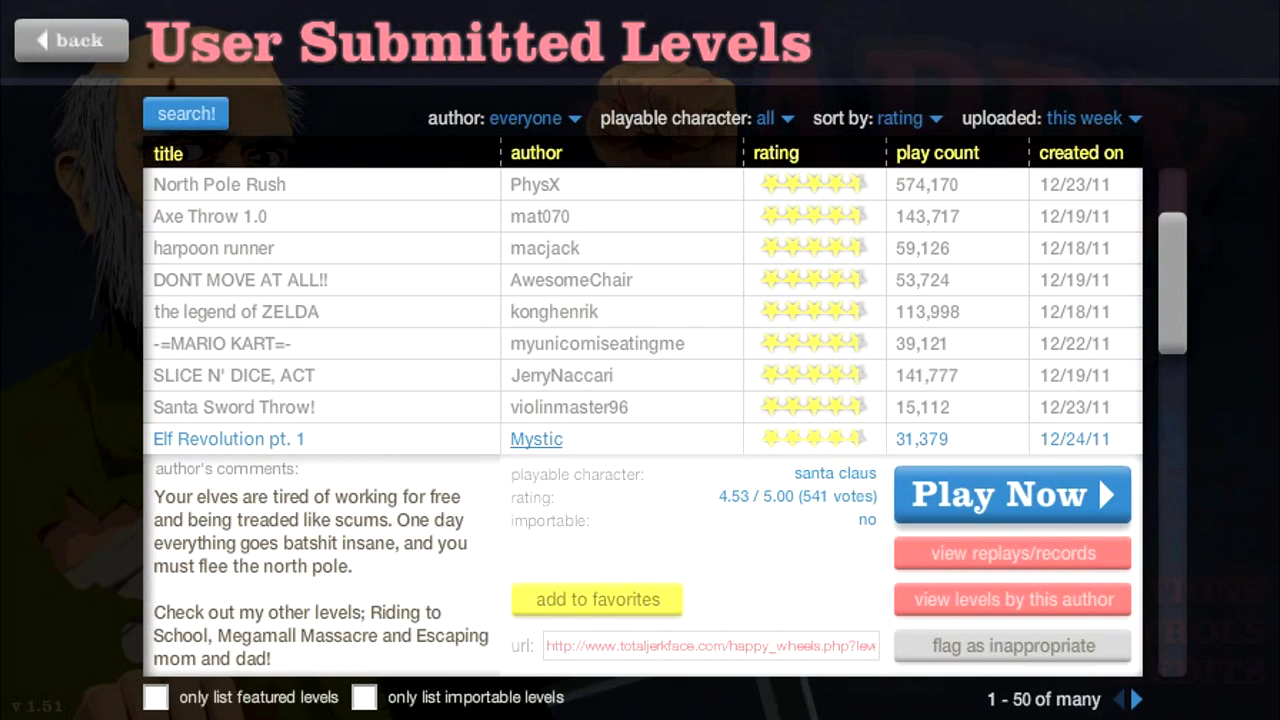 back
User Submitted Levels
search!
author: everyone playable character: all sort by: rating uploaded: this week
title author rating play count created on
North Pole Rush PhysX 574,170 12/23/11
Axe Throw 1.0 mat070 143,717 12/19/11
harpoon runner macjack 59,126 12/18/11
DONT MOVE AT ALL!! AwesomeChair 53,724 12/19/11
the legend of ZELDA konghenrik 113,998 12/18/11
-=MARIO KART=- myunicorniseatingme 39,121 12/22/11
SLICE N' DICE, ACT JerryNaccari 141,777 12/19/11
Santa Sword Throw! violinmaster96 15,112 12/23/11
Elf Revolution pt. 1 Mystic 31,379 12/24/11
author's comments:
Your elves are tired of working for free
and being treaded like scums. One day
everything goes batshit insane, and you
must flee the north pole.
Check out my other levels; Riding to
School, Megamall Massacre and Escaping
mom and dad!
playable character: santa claus
rating: 4.53 / 5.00 (541 votes)
importable: no
add to favorites
url: http://www.totaljerkface.com/happy_wheels.php?leve
Play Now
view replays/records
view levels by this author
flag as inappropriate
only list featured levels only list importable levels
1 - 50 of many
v 1.51